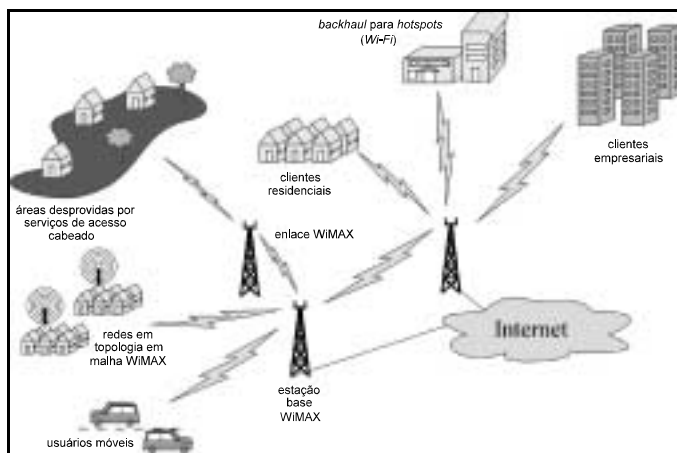 backhaul para hotspots
(Wi-Fi)
clientes
empresariais
clientes
residenciais
áreas desprovidas por
serviços de acesso
cabeado
enlace WiMAX
redes em
topologia em
malha WiMAX
Internet
estação
base
WiMAX
usuários móveis